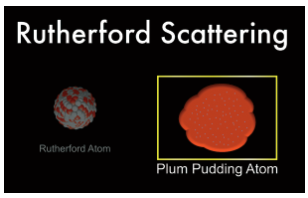 Rutherford Scattering
Rutherford Atom
Plum Pudding Atom